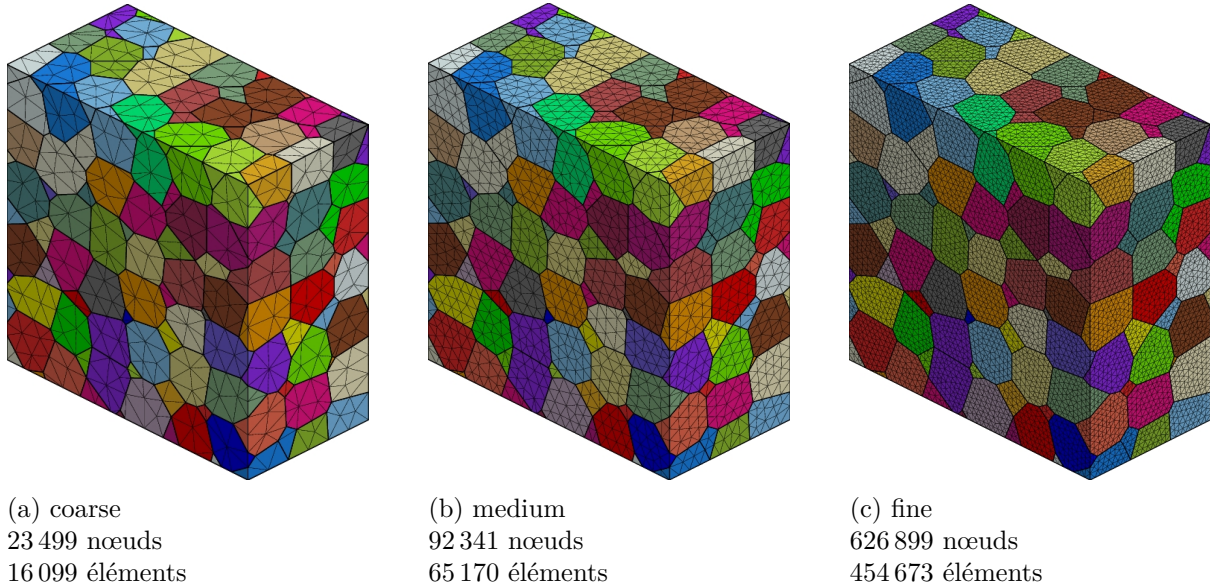 (a) coarse
23 499 nœuds
16 099 éléments
(b) medium
92 341 nœuds
65 170 éléments
(c) fine
626 899 nœuds
454 673 éléments